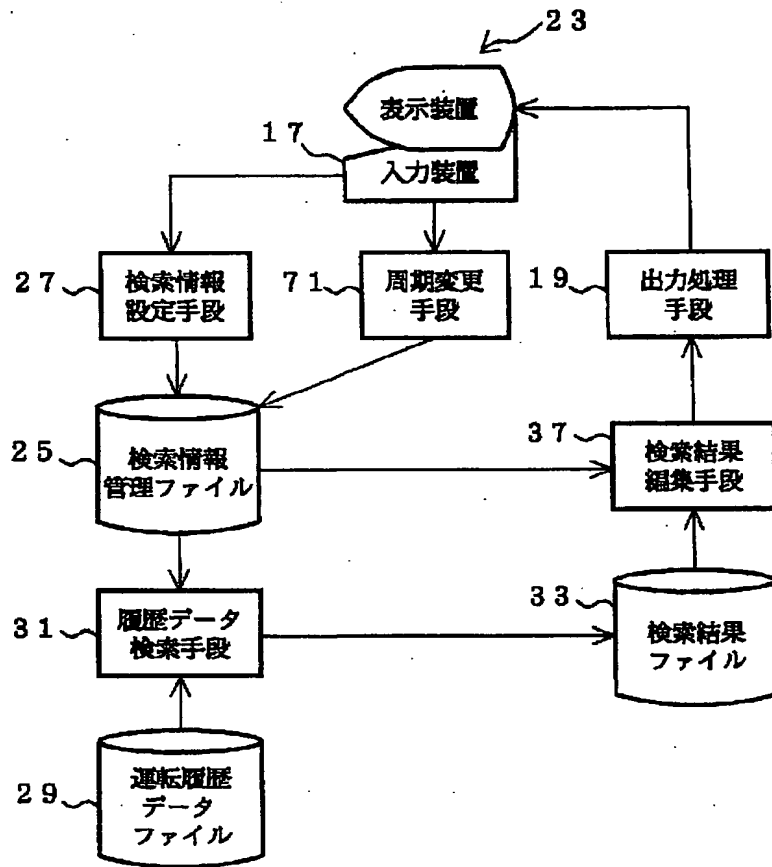 23
表示装置
17
入力装置
27
検索情報
設定手段
71
周期変更
手段
19
出力処理
手段
25
検索情報
管理ファイル
37
検索結果
編集手段
31
履歴データ
検索手段
33
検索結果
ファイル
29
運転履歴
データ
ファイル